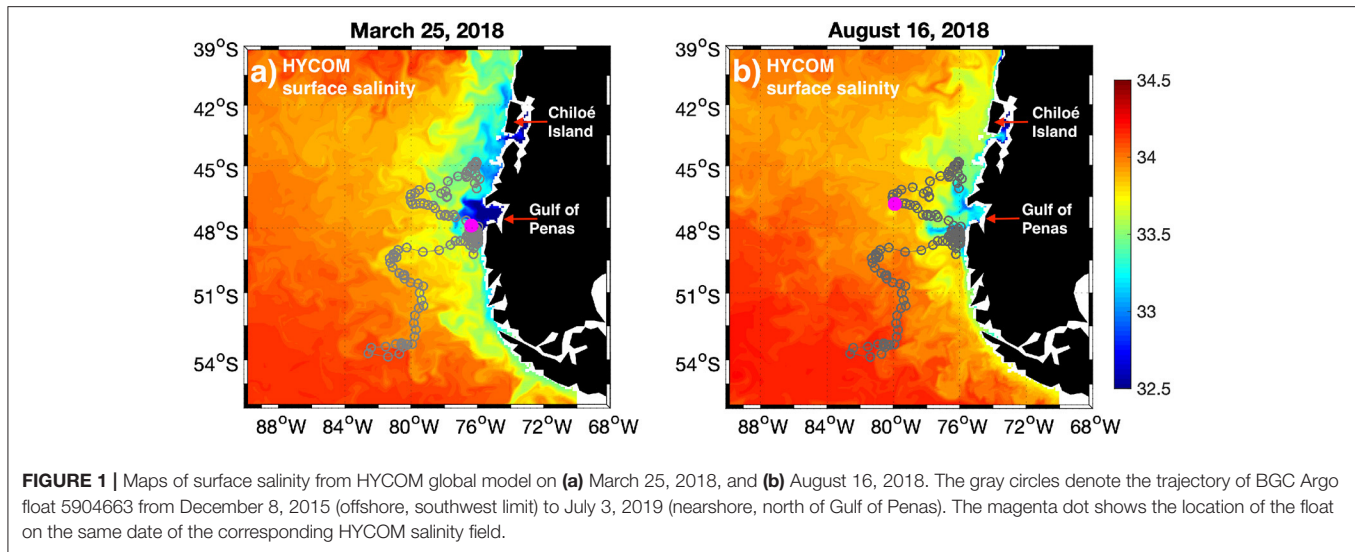 March 25, 2018
August 16, 2018
39°S
42°S
45°S
48°S
51°S
54°S
a) HYCOM
surface salinity
Chiloé
Island
Gulf of
Penas
88°W 84°W 80°W 76°W 72°W 68°W
39°S
42°S
45°S
48°S
51°S
54°S
b) HYCOM
surface salinity
Chiloé
Island
Gulf of
Penas
88°W 84°W 80°W 76°W 72°W 68°W
34.5
34
33.5
33
32.5
FIGURE 1 | Maps of surface salinity from HYCOM global model on (a) March 25, 2018, and (b) August 16, 2018. The gray circles denote the trajectory of BGC Argo
float 5904663 from December 8, 2015 (offshore, southwest limit) to July 3, 2019 (nearshore, north of Gulf of Penas). The magenta dot shows the location of the float
on the same date of the corresponding HYCOM salinity field.